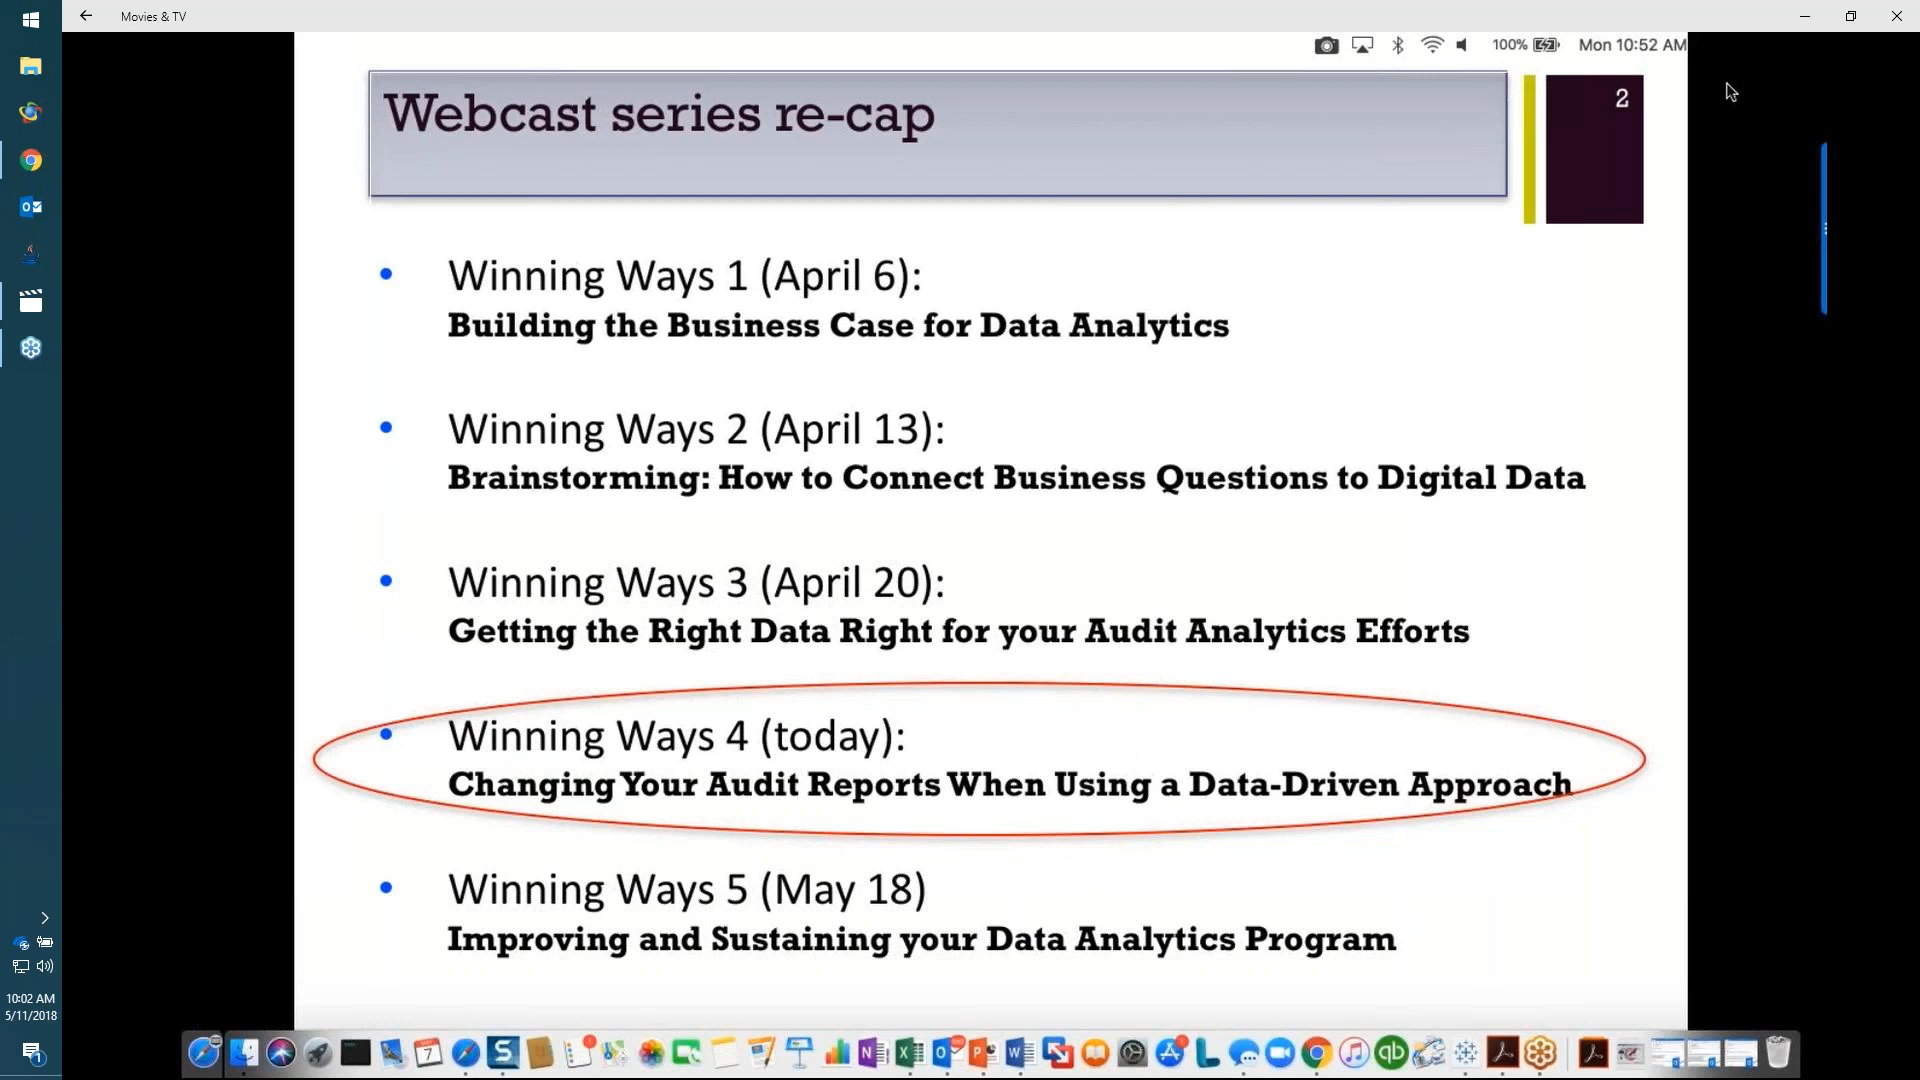 Movies & TV
100% Mon 10:52 AM
Webcast series re-cap
2
• Winning Ways 1 (April 6):
Building the Business Case for Data Analytics
• Winning Ways 2 (April 13):
Brainstorming: How to Connect Business Questions to Digital Data
• Winning Ways 3 (April 20):
Getting the Right Data Right for your Audit Analytics Efforts
• Winning Ways 4 (today):
Changing Your Audit Reports When Using a Data-Driven Approach
• Winning Ways 5 (May 18)
Improving and Sustaining your Data Analytics Program
10:02 AM
5/11/2018
1
7